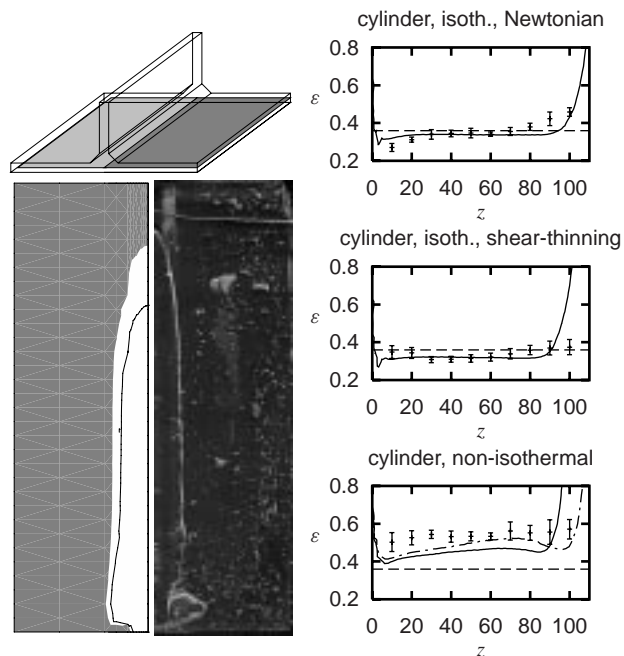 cylinder, isoth., Newtonian
0.8
0.6
ε
0.4
0.2
0 20 40 60 80 100
z
cylinder, isoth., shear-thinning
0.8
0.6
ε
0.4
0.2
0 20 40 60 80 100
z
cylinder, non-isothermal
0.8
0.6
ε
0.4
0.2
0 20 40 60 80 100
z